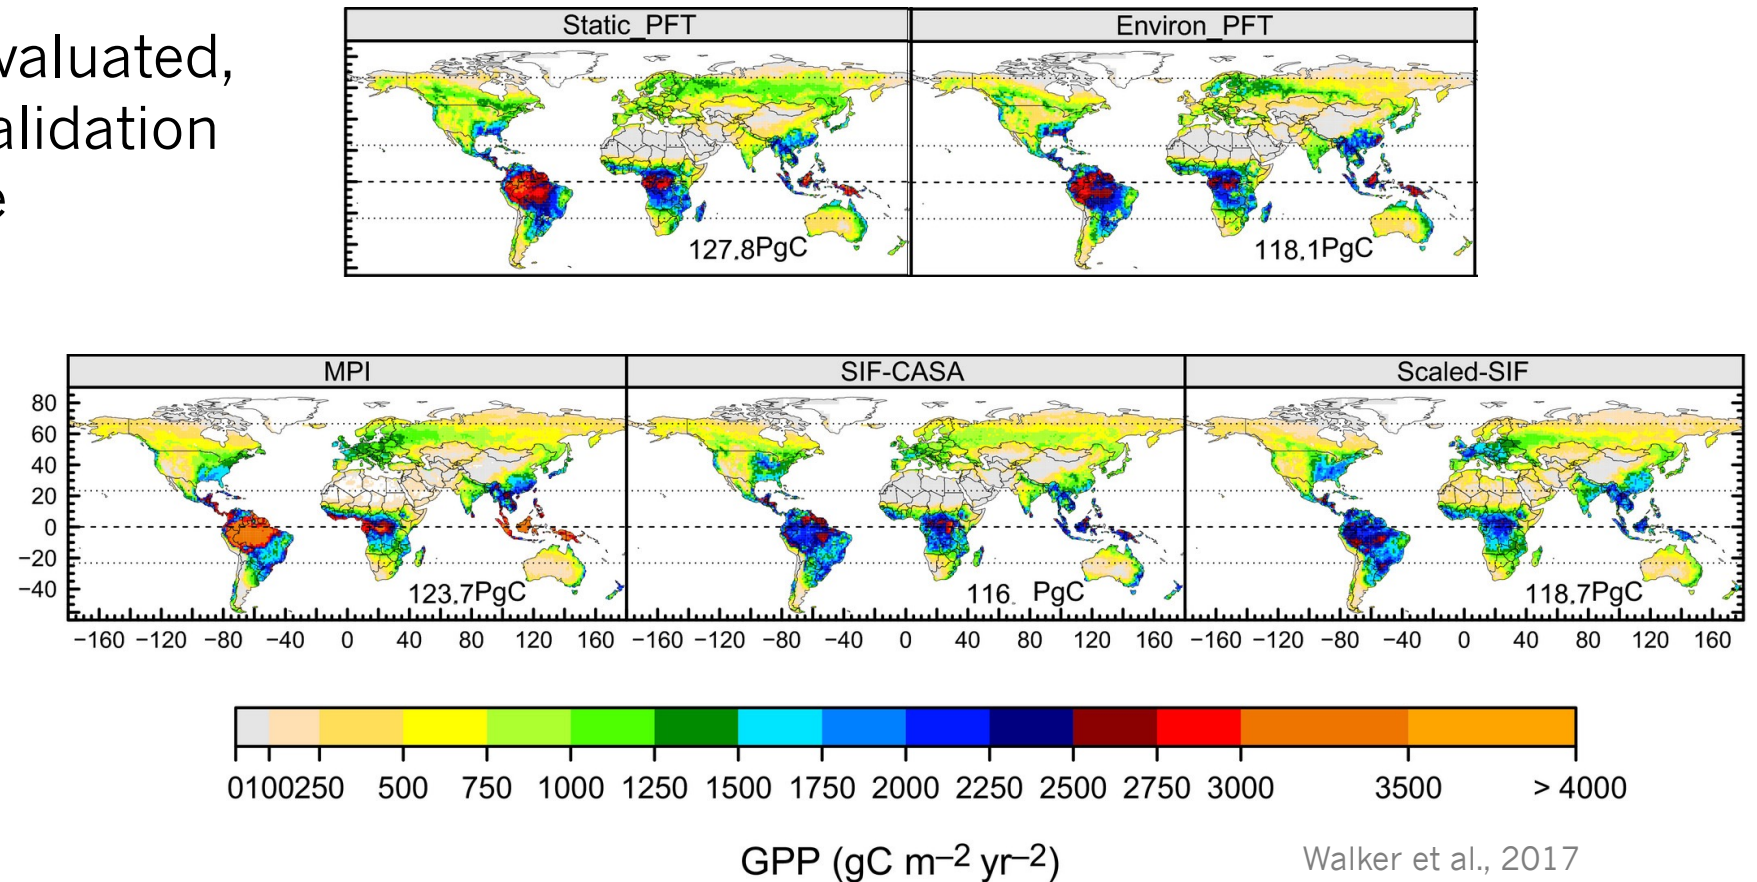 valuated,
alidation
e
Static_PFT Environ_PFT
127.8PgC 118.1PgC
MPI SIF-CASA Scaled-SIF
80
60
40
20
0
−20
−40
123.7PgC 116. PgC 118.7PgC
−160 −120 −80 −40 0 40 80 120 160 −160 −120 −80 −40 0 40 80 120 160 −160 −120 −80 −40 0 40 80 120 160
0 100 250 500 750 1000 1250 1500 1750 2000 2250 2500 2750 3000 3500 > 4000
GPP (gC m−2 yr−2)
Walker et al., 2017